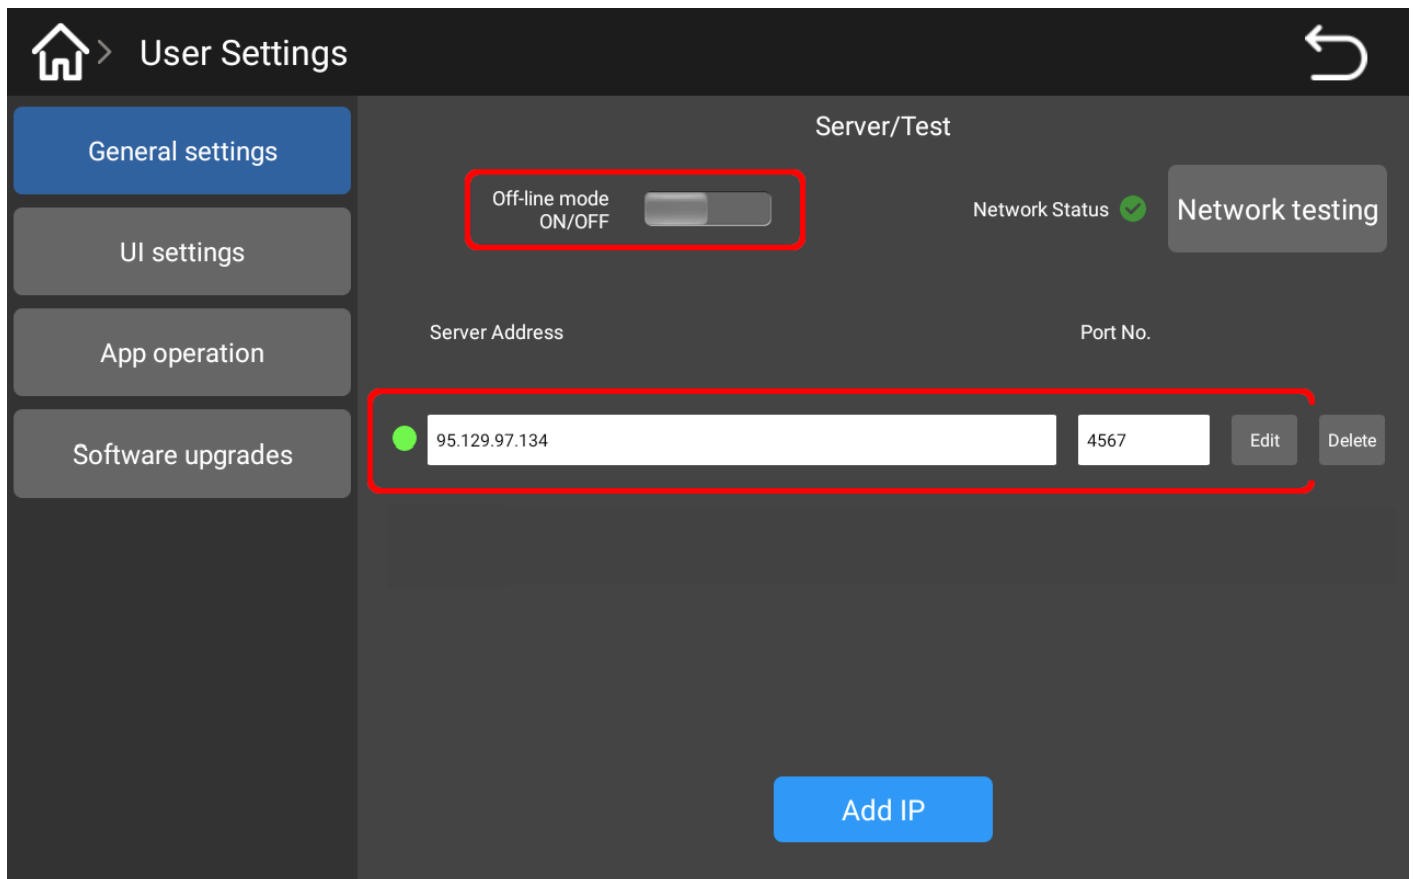 User Settings
General settings
UI settings
App operation
Software upgrades
Server/Test
Off-line mode
ON/OFF
Network Status
Network testing
Server Address
Port No.
95.129.97.134
4567
Edit
Delete
Add IP